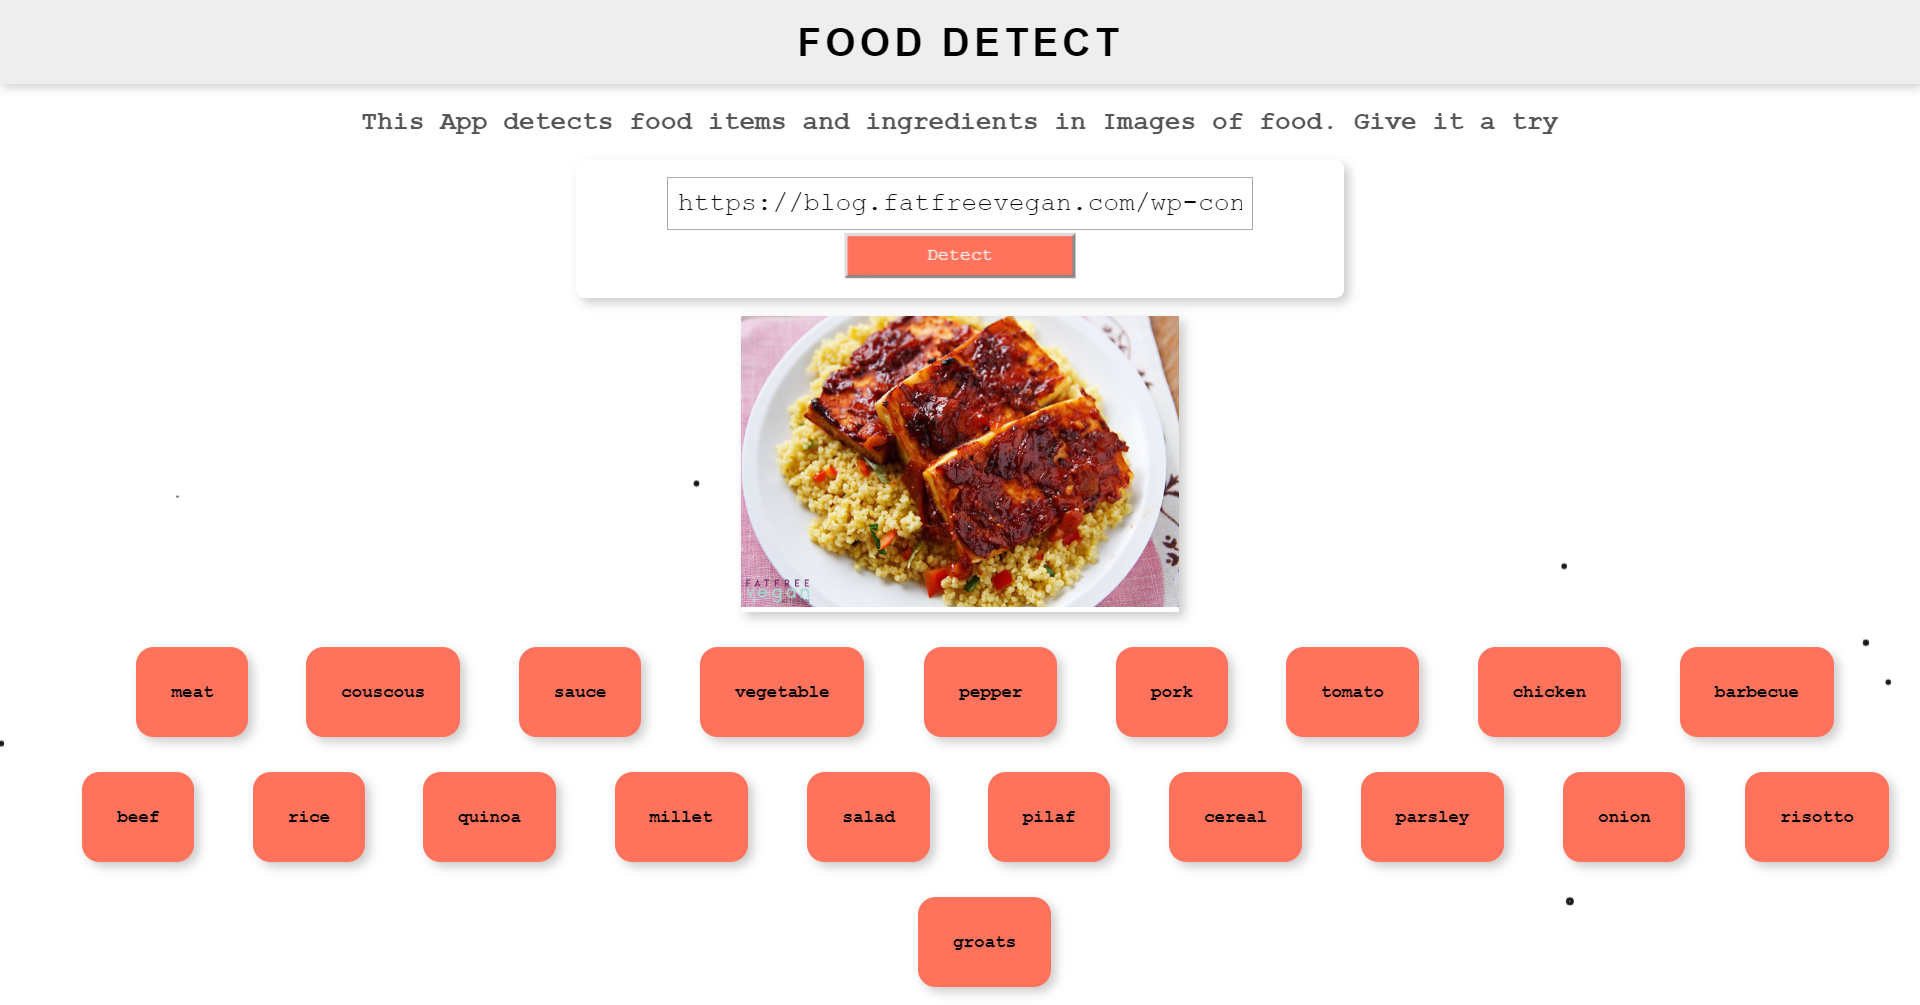 FOOD DETECT
This App detects food items and ingredients in Images of food. Give it a try
https://blog.fatfreevegan.com/wp-con
Detect
FATFREE
vegan
meat couscous sauce vegetable pepper pork tomato chicken barbecue
beef rice quinoa millet salad pilaf cereal parsley onion risotto
groats